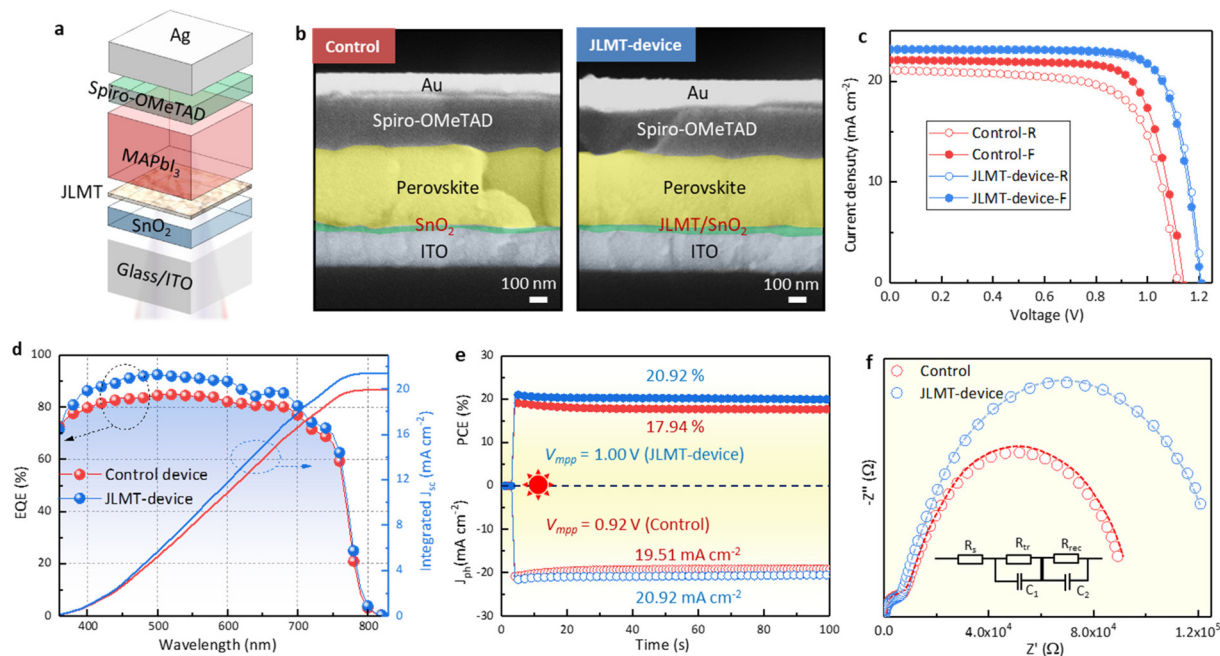 a
Ag
Spiro-OMeTAD
MAPbI3
JLMT
SnO2
Glass/ITO
b
Control
Au
Spiro-OMeTAD
Perovskite
SnO2
ITO
100 nm
JLMT-device
Au
Spiro-OMeTAD
Perovskite
JLMT/SnO2
ITO
100 nm
c
Current densuty (mA cm-2)
20
10
0
Control-R
Control-F
JLMT-device-R
JLMT-device-F
0.0 0.2 0.4 0.6 0.8 1.0 1.2
Voltage (V)
d
EQE (%)
100
80
60
40
20
0
Control device
JLMT-device
400 500 600 700 800
Wavelength (nm)
Integrated Jsc (mA cm-2)
20
16
12
8
4
0
e
PCE (%)
Jph(mA cm-2)
30
20
10
0
-10
-20
-30
20.92 %
17.94 %
Vmpp = 1.00 V (JLMT-device)
Vmpp = 0.92 V (Control)
19.51 mA cm-2
20.92 mA cm-2
0 20 40 60 80 100
Time (s)
f
-Z'' (Ω)
Control
JLMT-device
Rs
Rtr
Rrec
C1
C2
0 4.0x10^4 8.0x10^4 1.2x10^5
Z' (Ω)